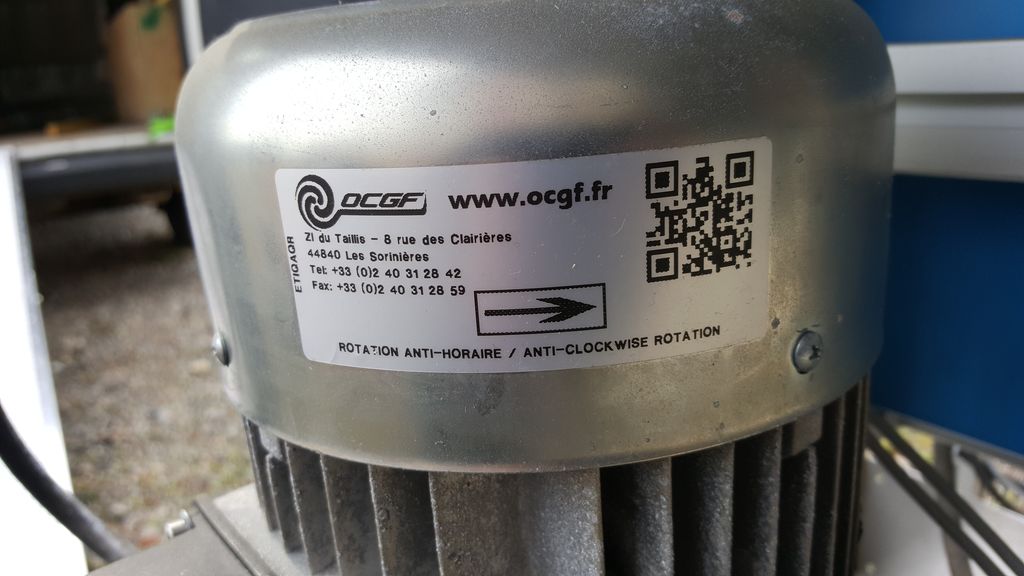 OCGF www.ocgf.fr
ZI du Taillis - 8 rue des Clairières
44840 Les Sorinières
Tel: +33 (0)2 40 31 28 42
Fax: +33 (0)2 40 31 28 59
ETIQAQR
ROTATION ANTI-HORAIRE / ANTI-CLOCKWISE ROTATION